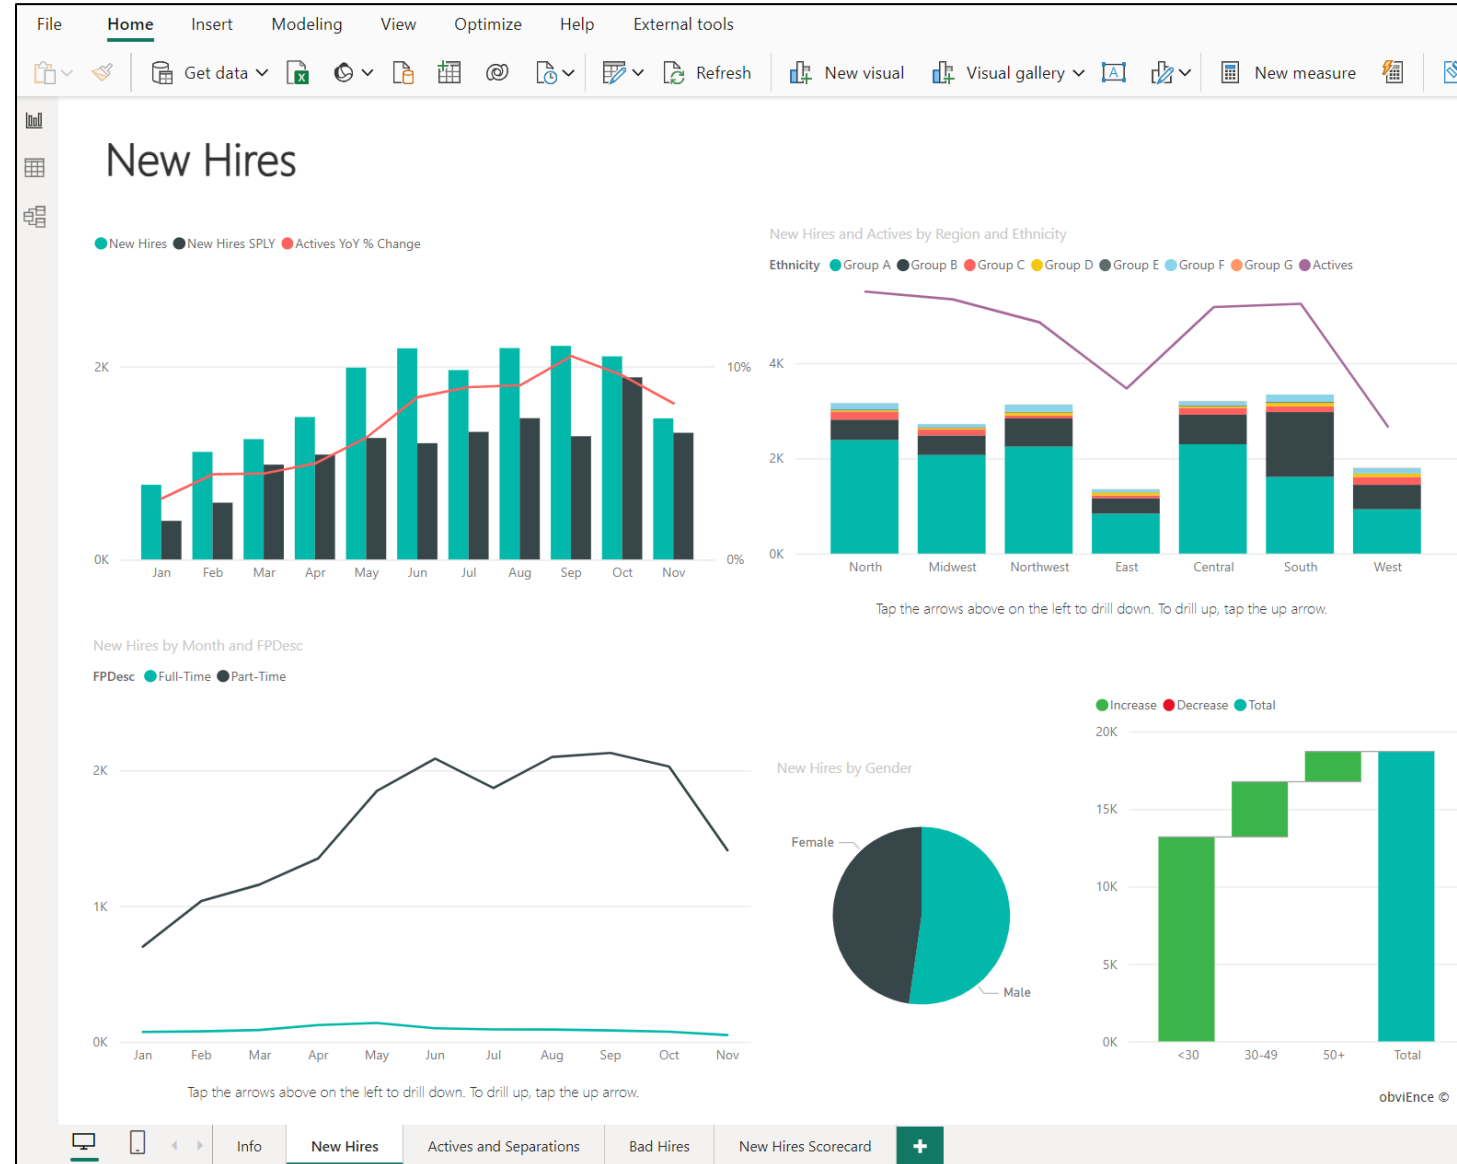 File Home Insert Modeling View Optimize Help External tools
Get data Refresh New visual Visual gallery A New measure
New Hires
New Hires New Hires SPLY Actives YoY % Change
2K 10%
0K 0%
Jan Feb Mar Apr May Jun Jul Aug Sep Oct Nov
New Hires and Actives by Region and Ethnicity
Ethnicity Group A Group B Group C Group D Group E Group F Group G Actives
4K
2K
0K
North Midwest Northwest East Central South West
Tap the arrows above on the left to drill down. To drill up, tap the up arrow.
New Hires by Month and FPDesc
FPDesc Full-Time Part-Time
2K
1K
0K
Jan Feb Mar Apr May Jun Jul Aug Sep Oct Nov
Tap the arrows above on the left to drill down. To drill up, tap the up arrow.
New Hires by Gender
Female
Male
Increase Decrease Total
20K
15K
10K
5K
0K
<30 30-49 50+ Total
obviEnce ©
Info New Hires Actives and Separations Bad Hires New Hires Scorecard +